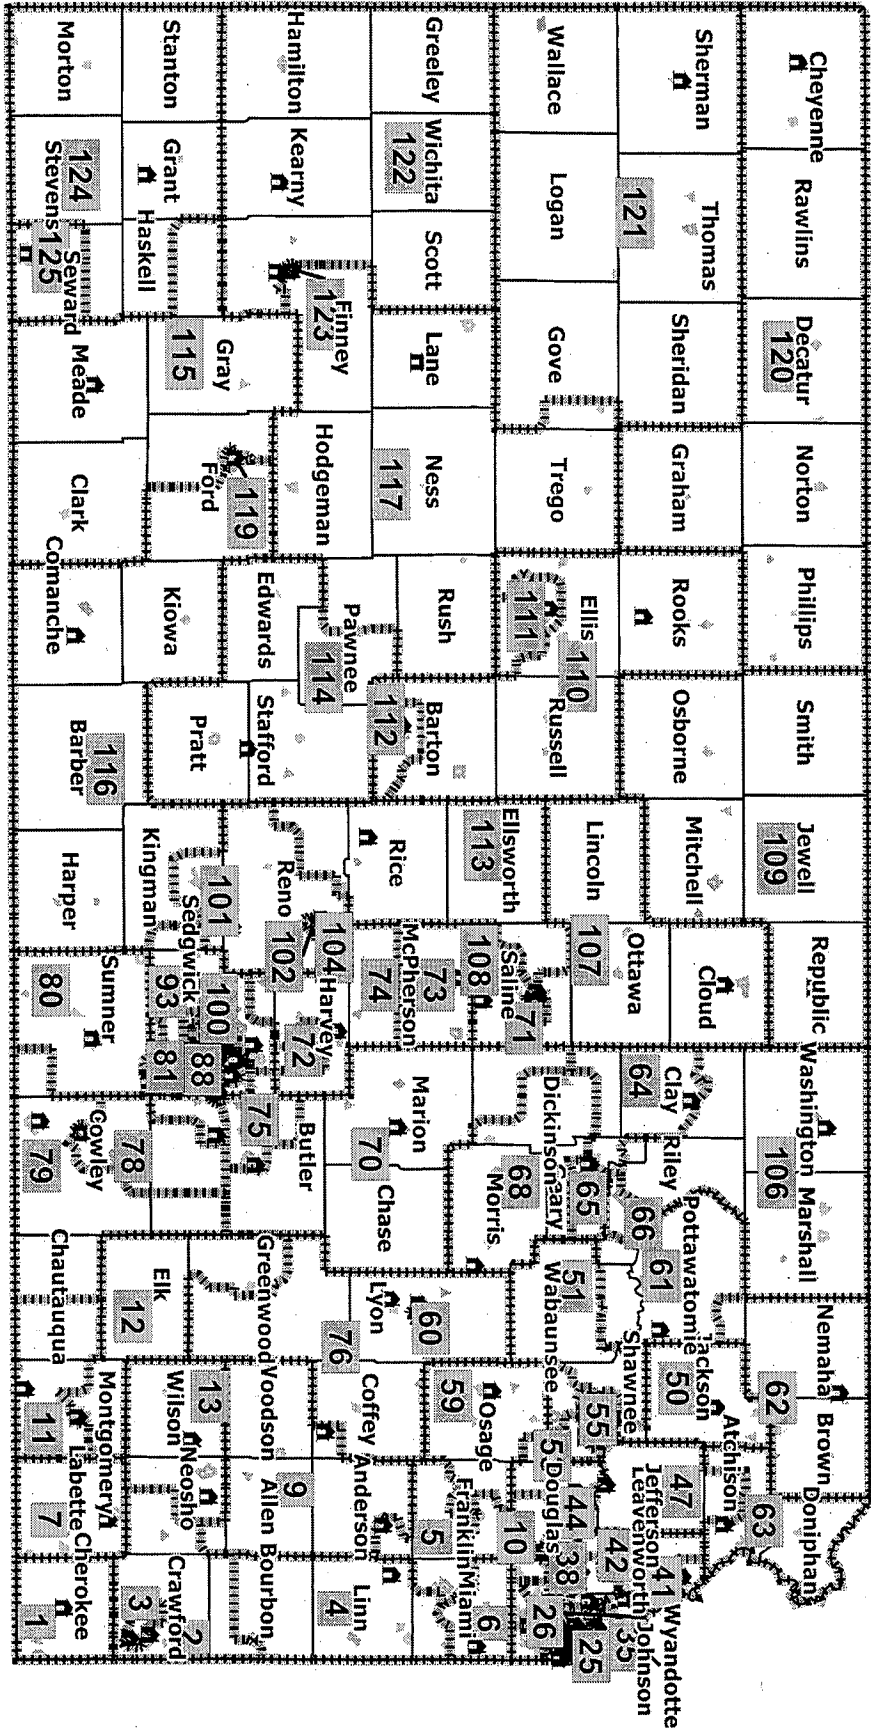 Cheyenne
Rawlins
Decatur
120
Norton
Phillips
Smith
Jewell
109
Republic
Washington
106
Marshall
Nemaha
Brown
62
Doniphan
63
Sherman
Thomas
121
Sheridan
Graham
Rooks
Osborne
Mitchell
Cloud
Clay
64
Riley
66
Pottawatomie
61
Jackson
50
Atchison
Jefferson
47
Leavenworth
42
41
Wyandotte
35
Wallace
Logan
Gove
Trego
Ellis
110
111
Russell
Lincoln
Ottawa
107
Ellsworth
113
Saline
71
108
Dickinson
65
68
Wabaunsee
51
Shawnee
55
Douglas
44
38
10
Johnson
25
26
Greeley
Wichita
122
Scott
Lane
Ness
117
Rush
Barton
112
Rice
McPherson
73
74
Marion
70
Morris
Chase
Lyon
60
76
Osage
59
Franklin
5
Miami
6
Hamilton
Kearny
Finney
123
Hodgeman
Pawnee
114
Edwards
Stafford
Reno
104
102
Harvey
72
Butler
75
Greenwood
Coffey
Anderson
Linn
4
Stanton
Grant
Haskell
Gray
115
Ford
119
Kiowa
Pratt
Kingman
101
Sedgwick
100
93
88
81
Woodson
Allen
9
Bourbon
Morton
Stevens
124
Seward
125
Meade
Clark
Comanche
Barber
116
Harper
Sumner
80
Cowley
78
79
Elk
12
Chautauqua
Wilson
13
Neosho
Montgomery
11
Labette
7
Crawford
2
3
Cherokee
1